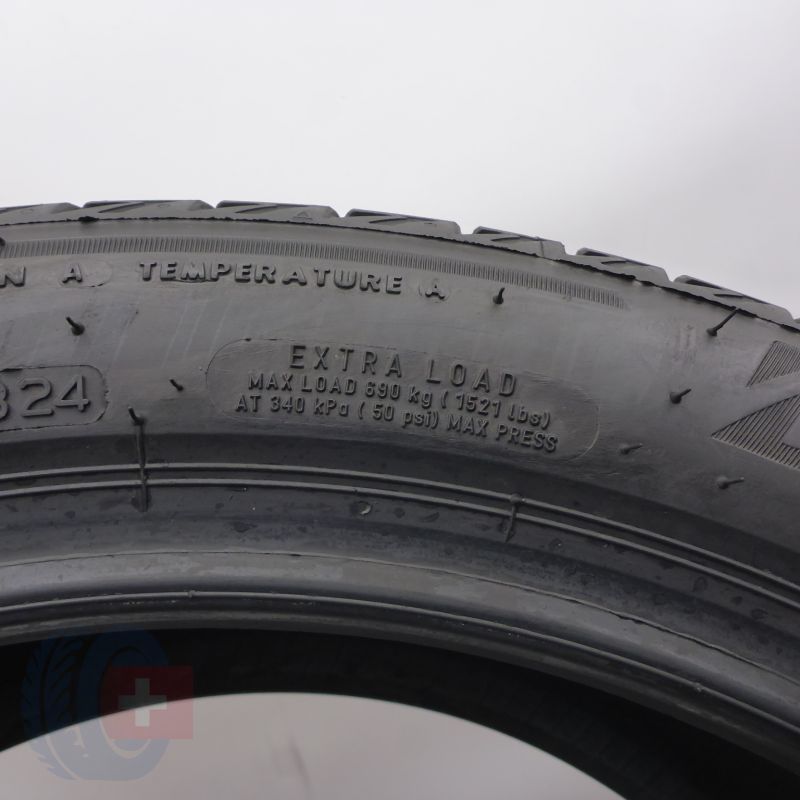 N A TEMPERATURE A
324
EXTRA LOAD
MAX LOAD 690 kg ( 1521 lbs)
AT 340 kPa ( 50 psi) MAX PRESS